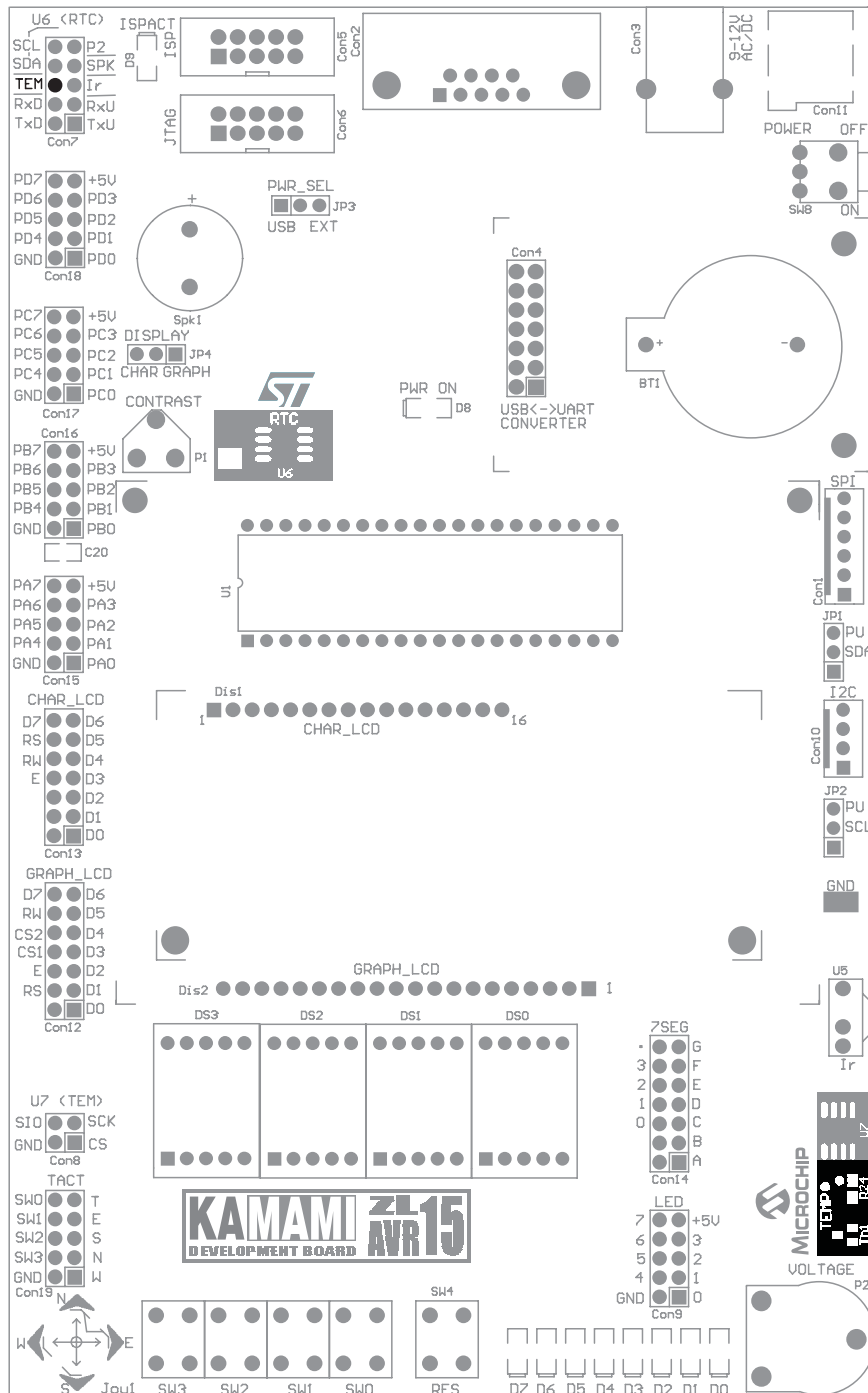 U6 (RTC)
SCL P2
SDA SPK
TEM Ir
RxD RxU
TxD TxU
Con7
ISPACT
D9
ISP
Con5
JTAG
Con6
Con2
Con3
9-12V
AC/DC
Con11
POWER OFF
SW8 ON
PD7 +5V
PD6 PD3
PD5 PD2
PD4 PD1
GND PD0
Con18
+
Spk1
PWR_SEL
JP3
USB EXT
Con4
USB<->UART
CONVERTER
+ -
BT1
PC7 +5V
PC6 PC3
PC5 PC2
PC4 PC1
GND PC0
Con17
DISPLAY
JP4
CHAR GRAPH
CONTRAST
P1
ST
RTC
U6
PWR ON
D8
Con16
PB7 +5V
PB6 PB3
PB5 PB2
PB4 PB1
GND PB0
C20
SPI
Con1
U1
PA7 +5V
PA6 PA3
PA5 PA2
PA4 PA1
GND PA0
Con15
JP1
PU
SDA
I2C
Con10
JP2
PU
SCL
GND
CHAR_LCD
D7 D6
RS D5
RW D4
E D3
D2
D1
D0
Con13
Dis1
1 16
CHAR_LCD
GRAPH_LCD
D7 D6
RW D5
CS2 D4
CS1 D3
E D2
RS D1
D0
Con12
GRAPH_LCD
Dis2 1
U5
Ir
DS3 DS2 DS1 DS0
7SEG
. G
3 F
2 E
1 D
0 C
B
A
Con14
U7 (TEM)
SIO SCK
GND CS
Con8
U7
MICROCHIP
TEMP
R24
TD1
TACT
SW0 T
SW1 E
SW2 S
SW3 N
GND W
Con19
KAMAMI
DEVELOPMENT BOARD
ZL
AVR
15
LED
7 +5V
6 3
5 2
4 1
GND 0
Con9
VOLTAGE
P2
N
W E
S
Joy1
SW3 SW2 SW1 SW0
SW4
RES
D7 D6 D5 D4 D3 D2 D1 D0